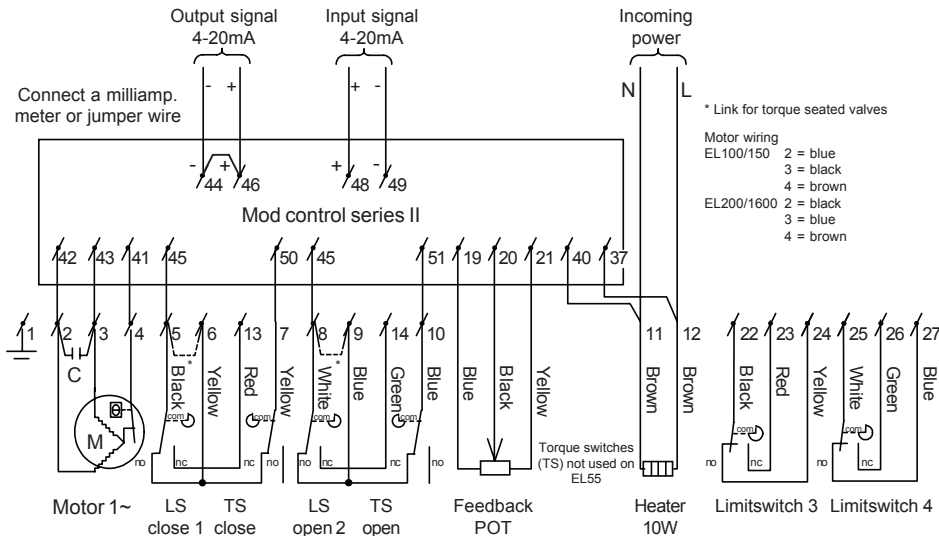 Output signal
4-20mA
Input signal
4-20mA
Incoming
power
- +
+ -
N L
Connect a milliamp.
meter or jumper wire
* Link for torque seated valves
Motor wiring
EL100/150 2 = blue
3 = black
4 = brown
EL200/1600 2 = black
3 = blue
4 = brown
- + + -
44 46 48 49
Mod control series II
42 43 41 45 50 45 51 19 20 21 40 37
1 2 3 4 5 6 13 7 8 9 14 10 11 12 22 23 24 25 26 27
C
* *
Black Yellow Red Yellow White Blue Green Blue Blue Black Yellow Brown Brown Black Red Yellow White Green Blue
com com com com com com
M Θ
no nc no no nc no no nc no nc
Torque switches
(TS) not used on
EL55
Motor 1~
LS
close 1
TS
close
LS
open 2
TS
open
Feedback
POT
Heater
10W
Limitswitch 3
Limitswitch 4